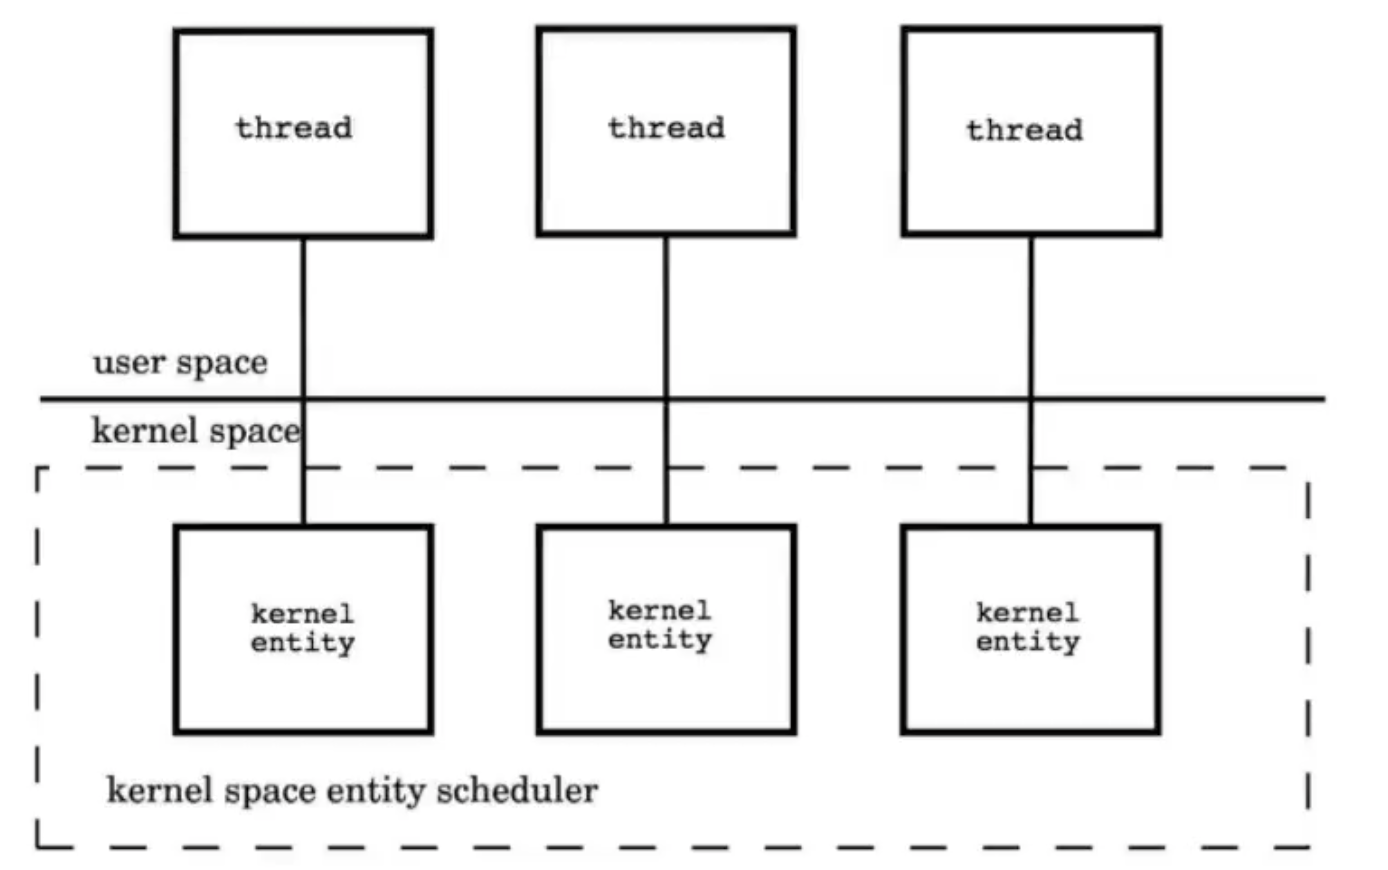 thread
thread
thread
user space
kernel space
kernel
entity
kernel
entity
kernel
entity
kernel space entity scheduler